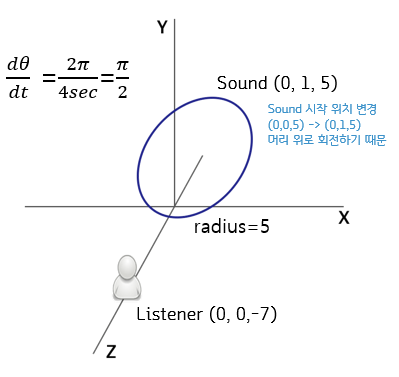 Y
dθ/dt = 2π/4sec = π/2
Sound (0, 1, 5)
Sound 시작 위치 변경
(0,0,5) -> (0,1,5)
머리 위로 회전하기 때문
X
radius=5
Listener (0, 0,-7)
Z